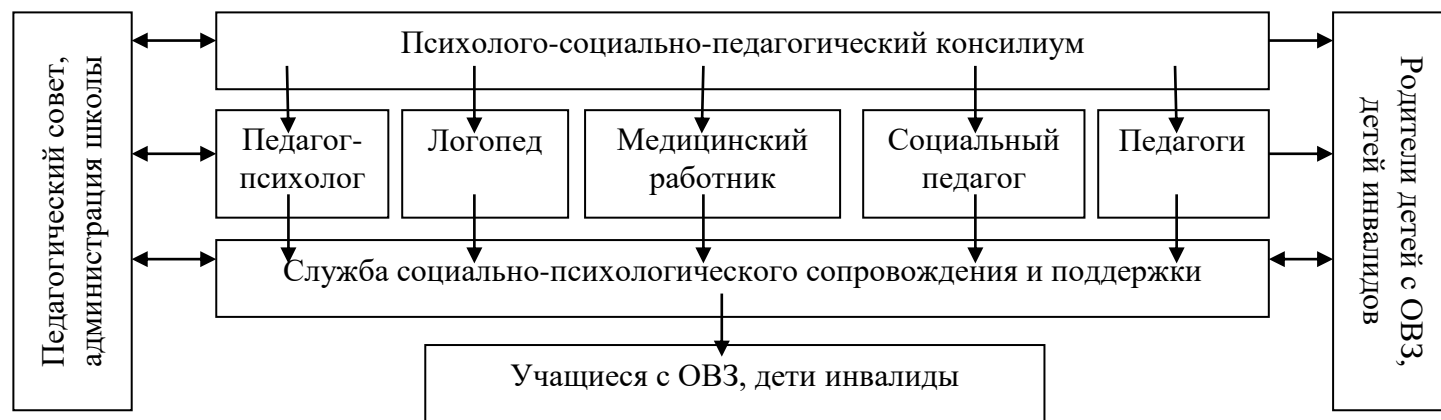 Педагогический совет,
администрация школы
Психолого-социально-педагогический консилиум
Педагог-
психолог
Логопед
Медицинский
работник
Социальный
педагог
Педагоги
Служба социально-психологического сопровождения и поддержки
Учащиеся с ОВЗ, дети инвалиды
Родители детей с ОВЗ,
детей инвалидов